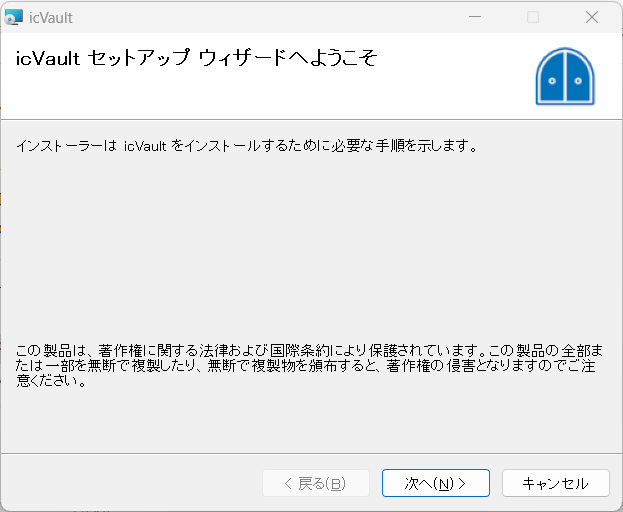 icVault
icVault セットアップ ウィザードへようこそ
インストーラーは icVault をインストールするために必要な手順を示します。
この製品は、著作権に関する法律および国際条約により保護されています。この製品の全部ま
たは一部を無断で複製したり、無断で複製物を頒布すると、著作権の侵害となりますのでご注
意ください。
< 戻る(B)
次へ(N) >
キャンセル